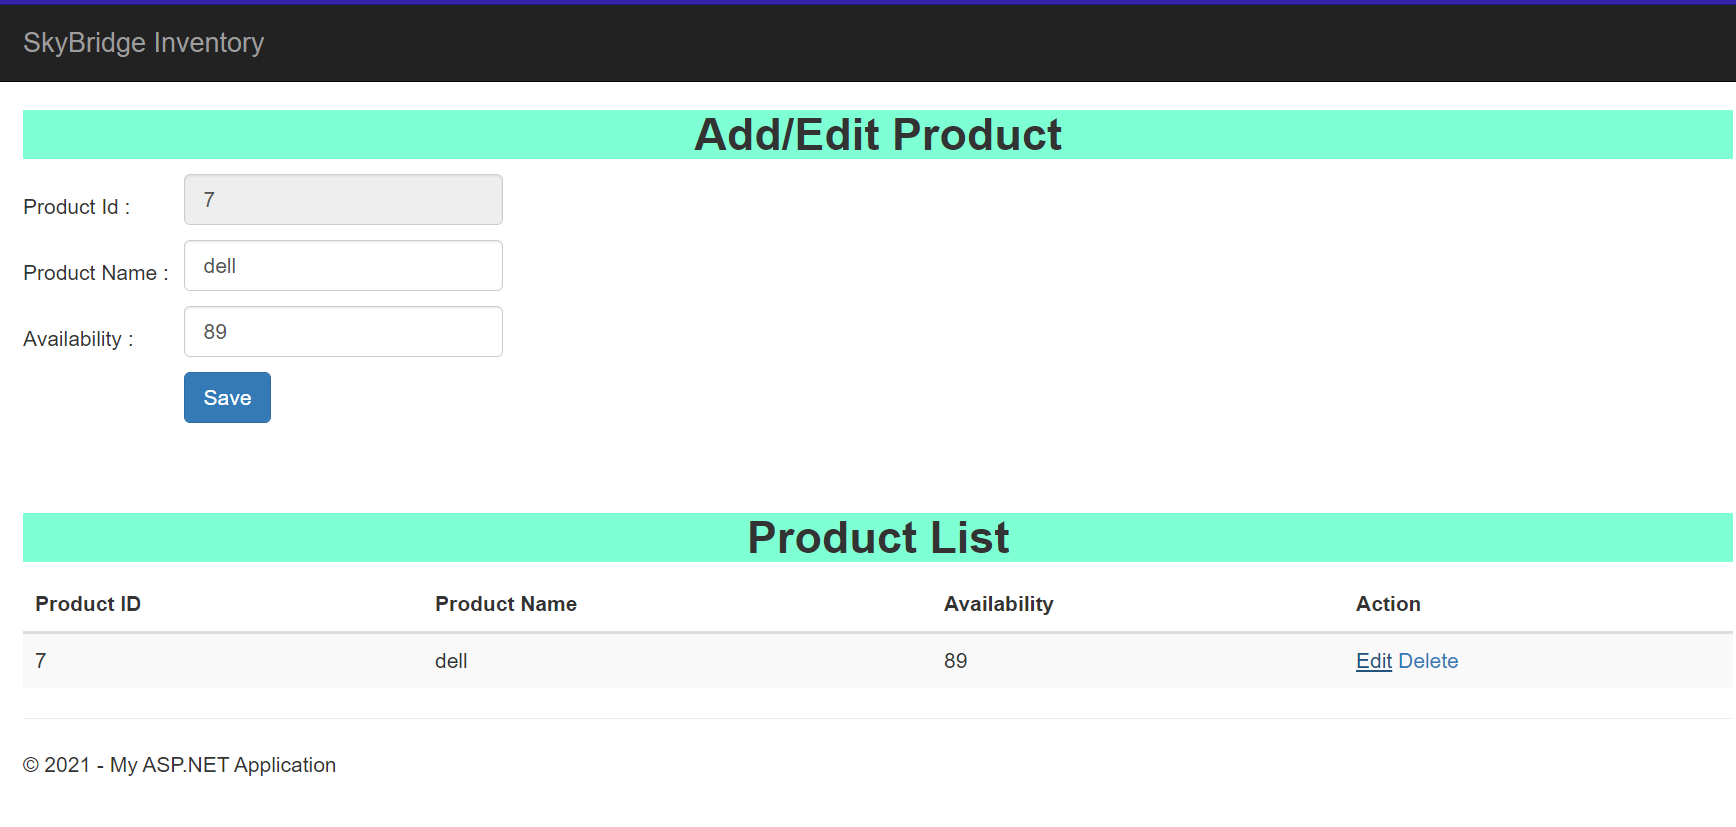 SkyBridge Inventory
Add/Edit Product
Product Id : 7
Product Name : dell
Availability : 89
Save
Product List
Product ID Product Name Availability Action
7 dell 89 Edit Delete
© 2021 - My ASP.NET Application